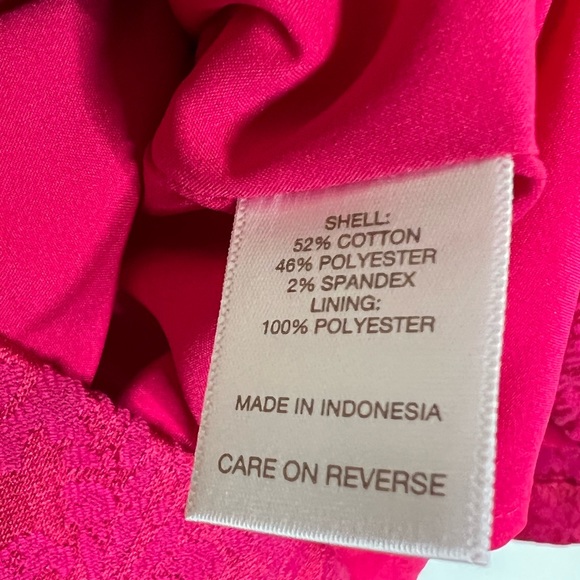 SHELL:
52% COTTON
46% POLYESTER
2% SPANDEX
LINING:
100% POLYESTER
MADE IN INDONESIA
CARE ON REVERSE